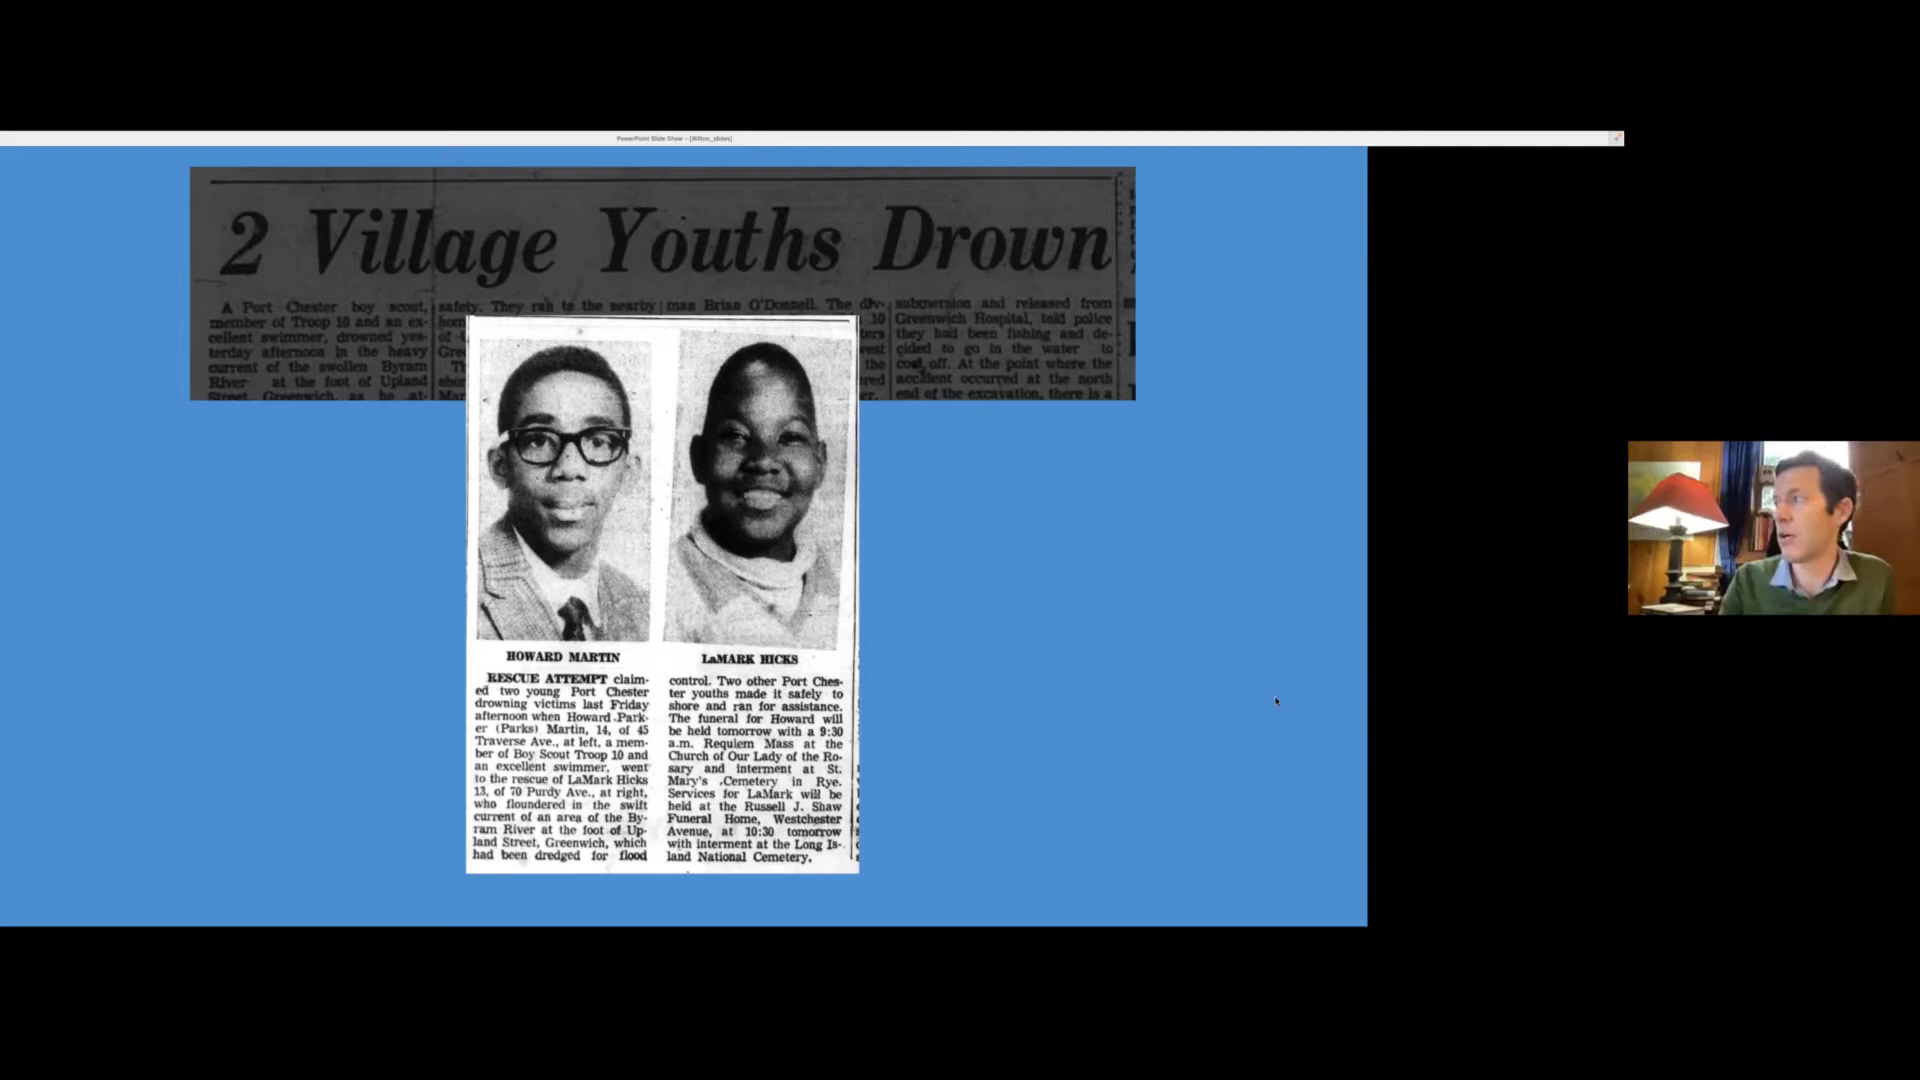 PowerPoint Slide Show - [Wilton_slides]
2 Village Youths Drown
A Port Chester boy scout,
member of Troop 10 and an ex-
cellent swimmer, drowned yes-
terday afternoon in the heavy
current of the swollen Byram
River at the foot of Upland
Street, Greenwich, as he at-
safety. They ran to the nearby
man Brian O'Donnell. The div-
10
submersion and released from
Greenwich Hospital, told police
they had been fishing and de-
cided to go in the water to
cool off. At the point where the
accident occurred at the north
end of the excavation, there is a
HOWARD MARTIN
RESCUE ATTEMPT claim-
ed two young Port Chester
drowning victims last Friday
afternoon when Howard Park-
er (Parks) Martin, 14, of 45
Traverse Ave., at left, a mem-
ber of Boy Scout Troop 10 and
an excellent swimmer, went
to the rescue of LaMark Hicks
13, of 70 Purdy Ave., at right,
who floundered in the swift
current of an area of the By-
ram River at the foot of Up-
land Street, Greenwich, which
had been dredged for flood
LaMARK HICKS
control. Two other Port Ches-
ter youths made it safely to
shore and ran for assistance.
The funeral for Howard will
be held tomorrow with a 9:30
a.m. Requiem Mass at the
Church of Our Lady of the Ro-
sary and interment at St.
Mary's Cemetery in Rye.
Services for LaMark will be
held at the Russell J. Shaw
Funeral Home, Westchester
Avenue, at 10:30 tomorrow
with interment at the Long Is-
land National Cemetery.